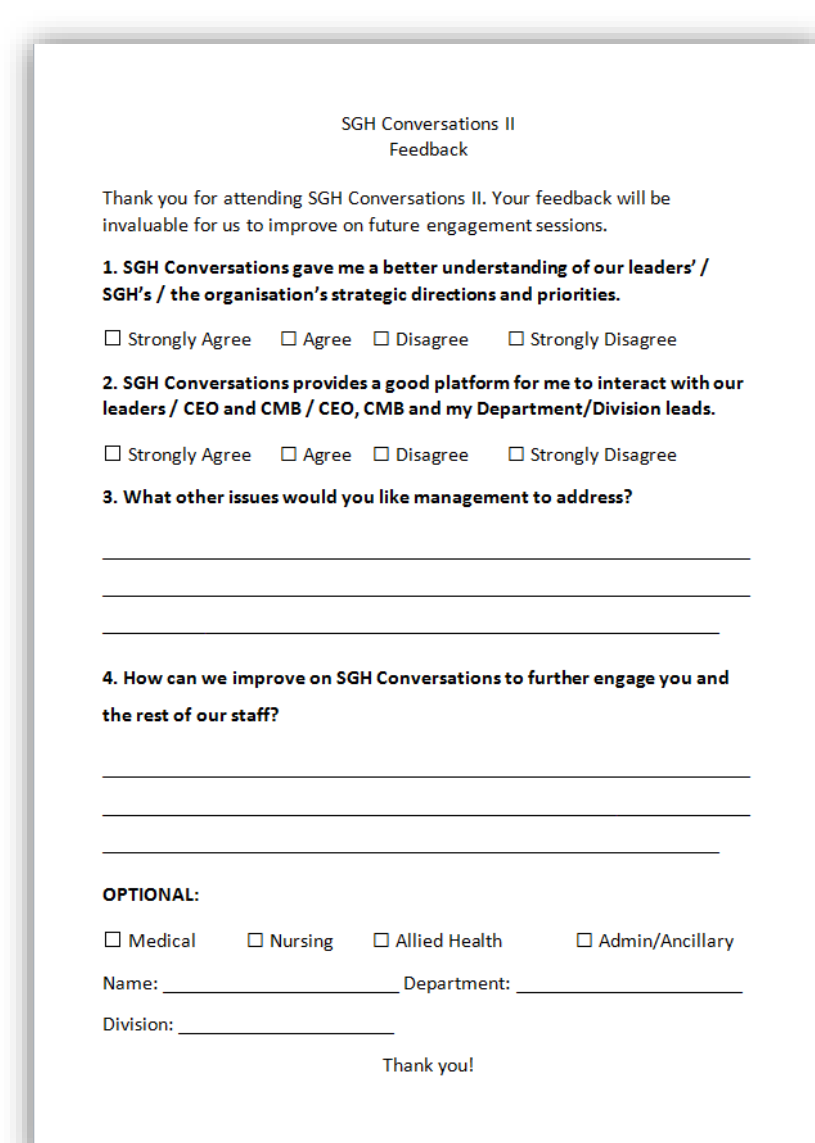 SGH Conversations II
Feedback
Thank you for attending SGH Conversations II. Your feedback will be
invaluable for us to improve on future engagement sessions.
1. SGH Conversations gave me a better understanding of our leaders’ /
SGH’s / the organisation’s strategic directions and priorities.
☐ Strongly Agree ☐ Agree ☐ Disagree ☐ Strongly Disagree
2. SGH Conversations provides a good platform for me to interact with our
leaders / CEO and CMB / CEO, CMB and my Department/Division leads.
☐ Strongly Agree ☐ Agree ☐ Disagree ☐ Strongly Disagree
3. What other issues would you like management to address?
4. How can we improve on SGH Conversations to further engage you and
the rest of our staff?
OPTIONAL:
☐ Medical ☐ Nursing ☐ Allied Health ☐ Admin/Ancillary
Name: ________________________ Department: _______________________
Division: ______________________
Thank you!